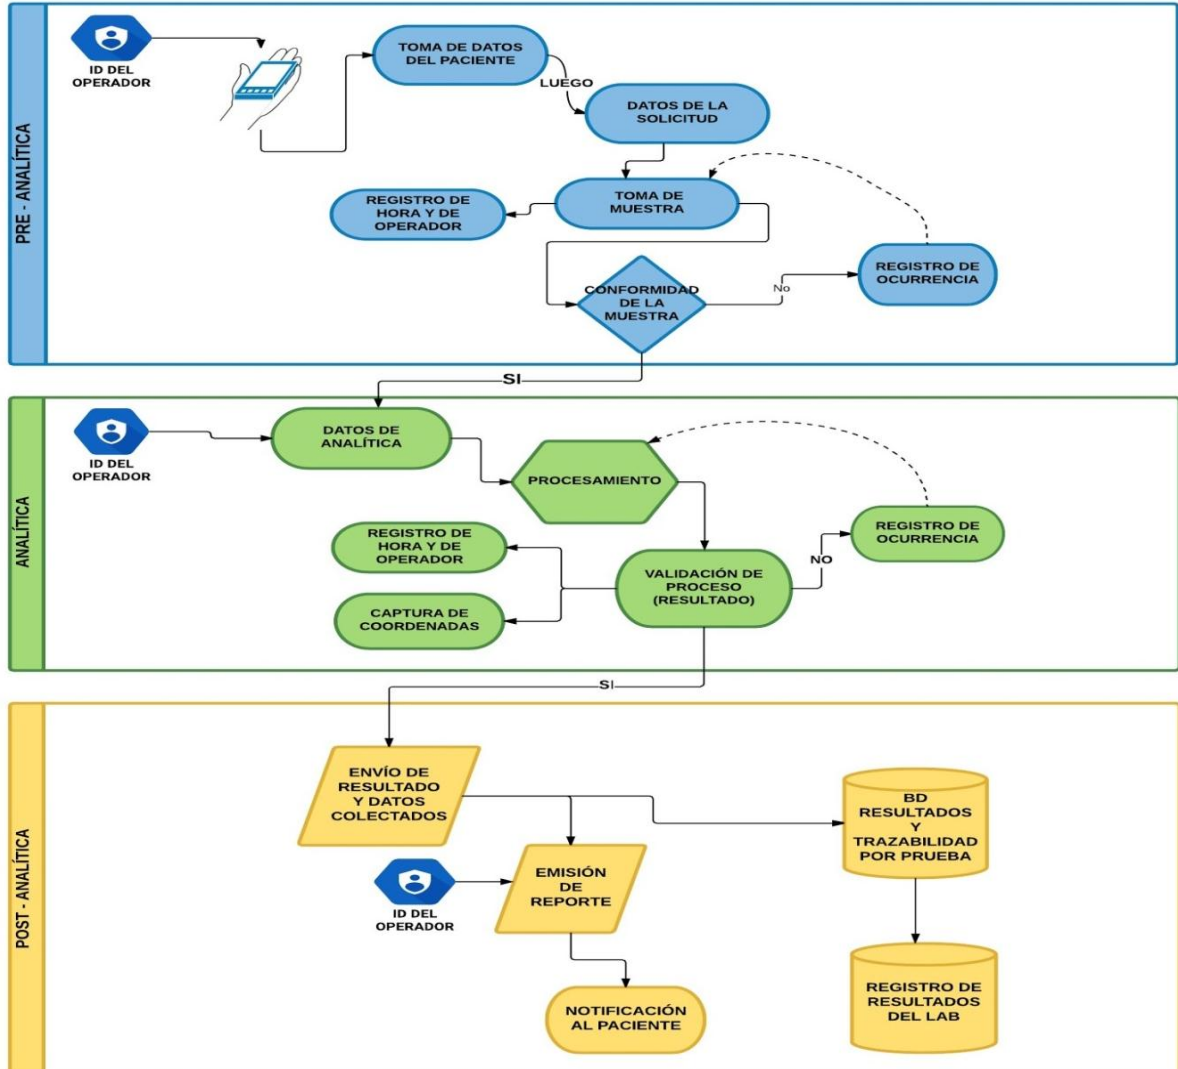 PRE - ANALÍTICA
ID DEL
OPERADOR
TOMA DE DATOS
DEL PACIENTE
LUEGO
DATOS DE LA
SOLICITUD
TOMA DE
MUESTRA
REGISTRO DE
HORA Y DE
OPERADOR
CONFORMIDAD
DE LA
MUESTRA
No
REGISTRO DE
OCURRENCIA
SI
ANALÍTICA
ID DEL
OPERADOR
DATOS DE
ANALÍTICA
PROCESAMIENTO
REGISTRO DE
HORA Y DE
OPERADOR
CAPTURA DE
COORDENADAS
VALIDACIÓN DE
PROCESO
(RESULTADO)
NO
REGISTRO DE
OCURRENCIA
SI
POST - ANALÍTICA
ENVÍO DE
RESULTADO
Y DATOS
COLECTADOS
BD
RESULTADOS
Y
TRAZABILIDAD
POR PRUEBA
ID DEL
OPERADOR
EMISIÓN
DE
REPORTE
NOTIFICACIÓN
AL PACIENTE
REGISTRO DE
RESULTADOS
DEL LAB